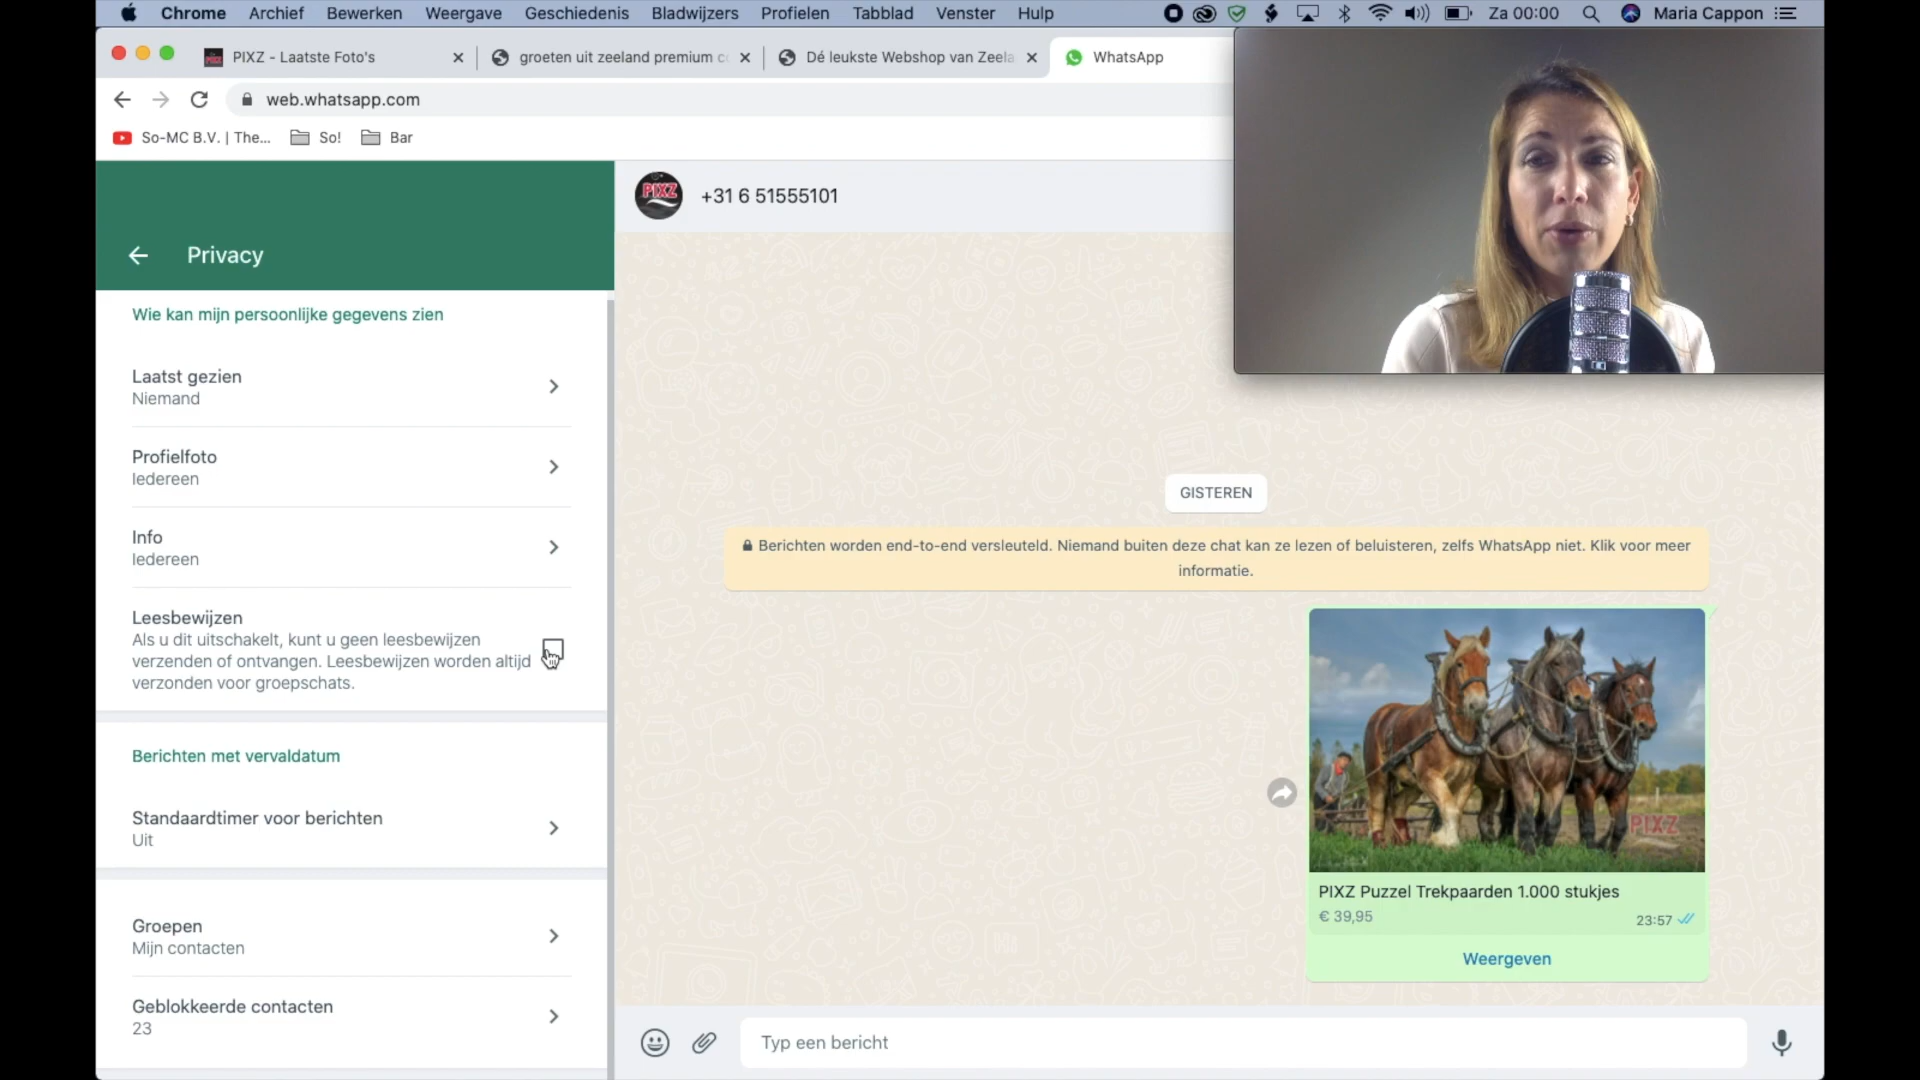 Chrome Archief Bewerken Weergave Geschiedenis Bladwijzers Profielen Tabblad Venster Hulp Za 00:00 Maria Cappon
PIXZ - Laatste Foto's
groeten uit zeeland premium c
Dé leukste Webshop van Zeela
WhatsApp
web.whatsapp.com
So-MC B.V. | The...
So!
Bar
Privacy
Wie kan mijn persoonlijke gegevens zien
Laatst gezien
Niemand
Profielfoto
Iedereen
Info
Iedereen
Leesbewijzen
Als u dit uitschakelt, kunt u geen leesbewijzen
verzenden of ontvangen. Leesbewijzen worden altijd
verzonden voor groepschats.
Berichten met vervaldatum
Standaardtimer voor berichten
Uit
Groepen
Mijn contacten
Geblokkeerde contacten
23
PIXZ
+31 6 51555101
GISTEREN
Berichten worden end-to-end versleuteld. Niemand buiten deze chat kan ze lezen of beluisteren, zelfs WhatsApp niet. Klik voor meer
informatie.
PIXZ
PIXZ Puzzel Trekpaarden 1.000 stukjes
€ 39,95
23:57
Weergeven
Typ een bericht